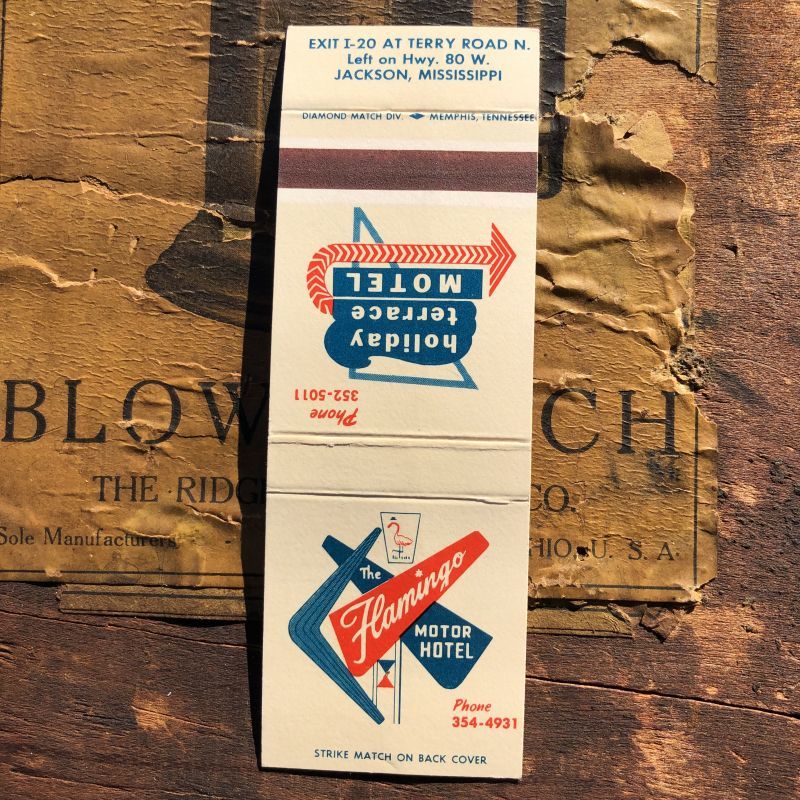 EXIT I-20 AT TERRY ROAD N.
Left on Hwy. 80 W.
JACKSON, MISSISSIPPI
DIAMOND MATCH DIV. MEMPHIS, TENNESSEE
holiday
terrace
MOTEL
Phone
352-5011
The
Flamingo
MOTOR
HOTEL
Phone
354-4931
STRIKE MATCH ON BACK COVER
BLOW CH
THE RIDG CO.
Sole Manufacturers HIO, U. S. A